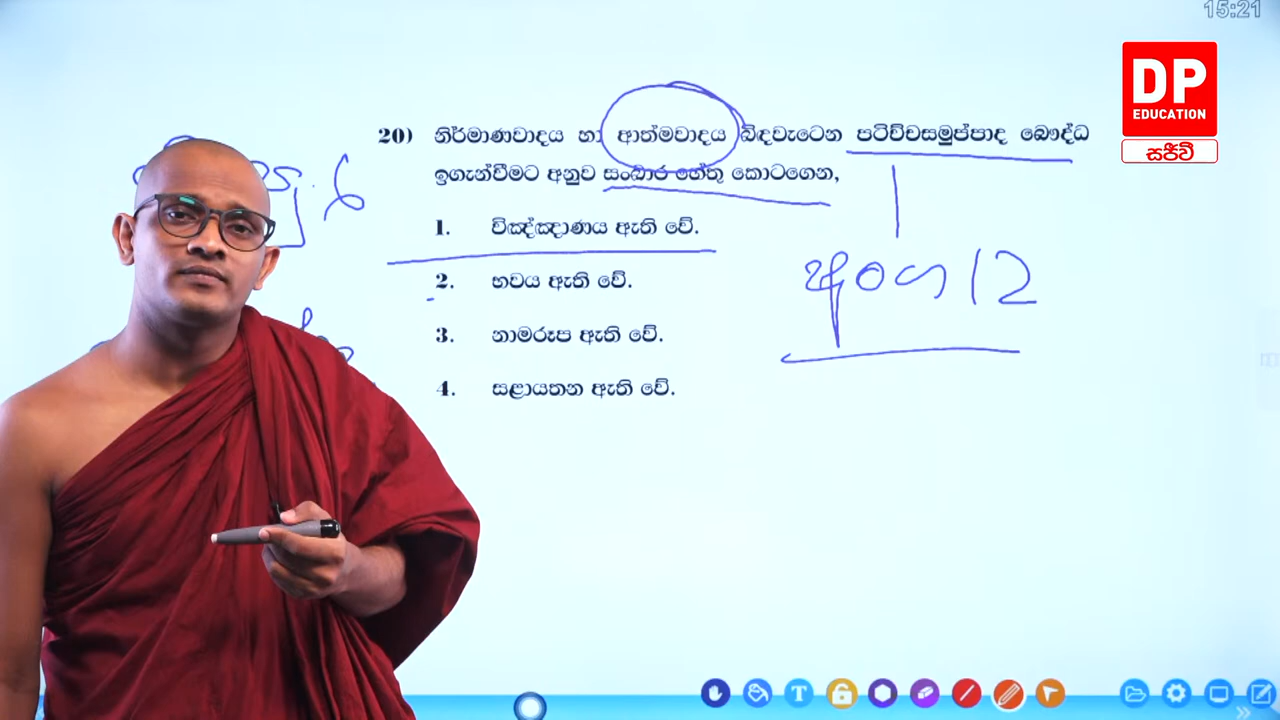 15:21
DP
EDUCATION
සජීවී
20) නිර්මාණවාදය හා ආත්මවාදය බිඳවැටෙන පටිච්චසමුප්පාද බෞද්ධ
ඉගැන්වීමට අනුව සංඛාර හේතු කොටගෙන,
1. විඤ්ඤාණය ඇති වේ.
2. භවය ඇති වේ.
3. නාමරූප ඇති වේ.
4. සළායතන ඇති වේ.
අංග 12
T